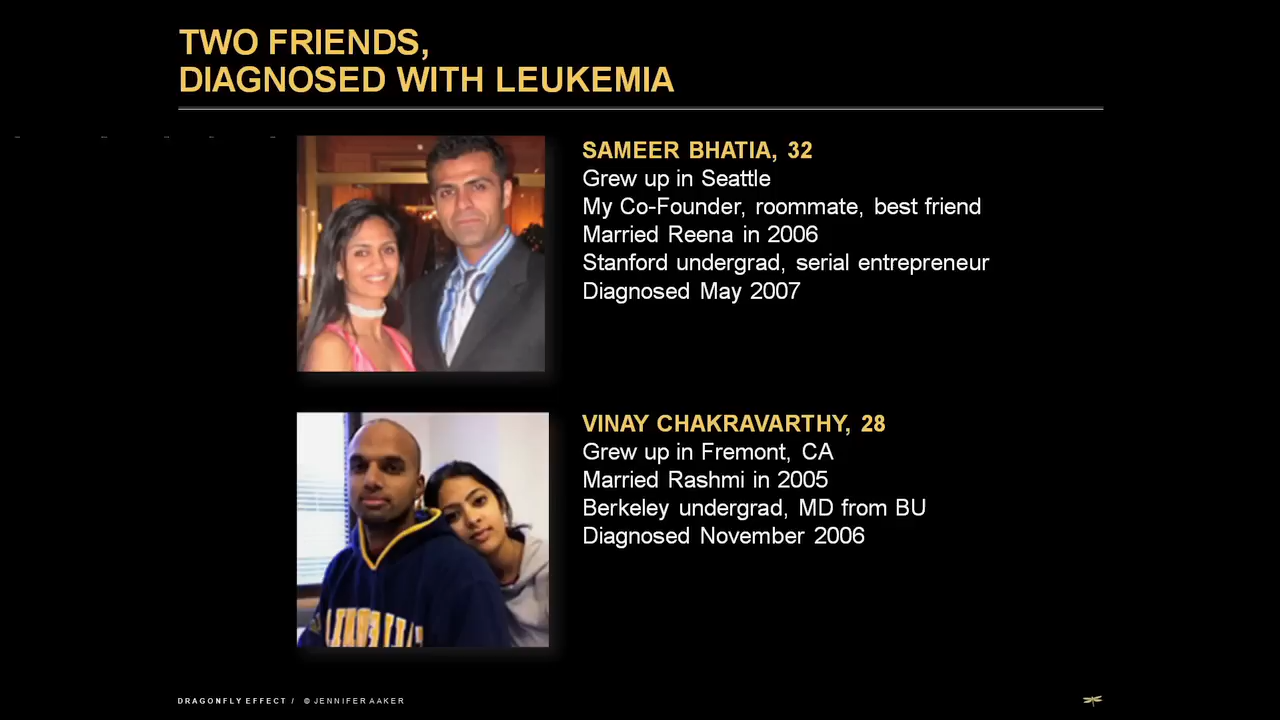 TWO FRIENDS,
DIAGNOSED WITH LEUKEMIA
SAMEER BHATIA, 32
Grew up in Seattle
My Co-Founder, roommate, best friend
Married Reena in 2006
Stanford undergrad, serial entrepreneur
Diagnosed May 2007
VINAY CHAKRAVARTHY, 28
Grew up in Fremont, CA
Married Rashmi in 2005
Berkeley undergrad, MD from BU
Diagnosed November 2006
DRAGONFLY EFFECT / © JENNIFER AAKER